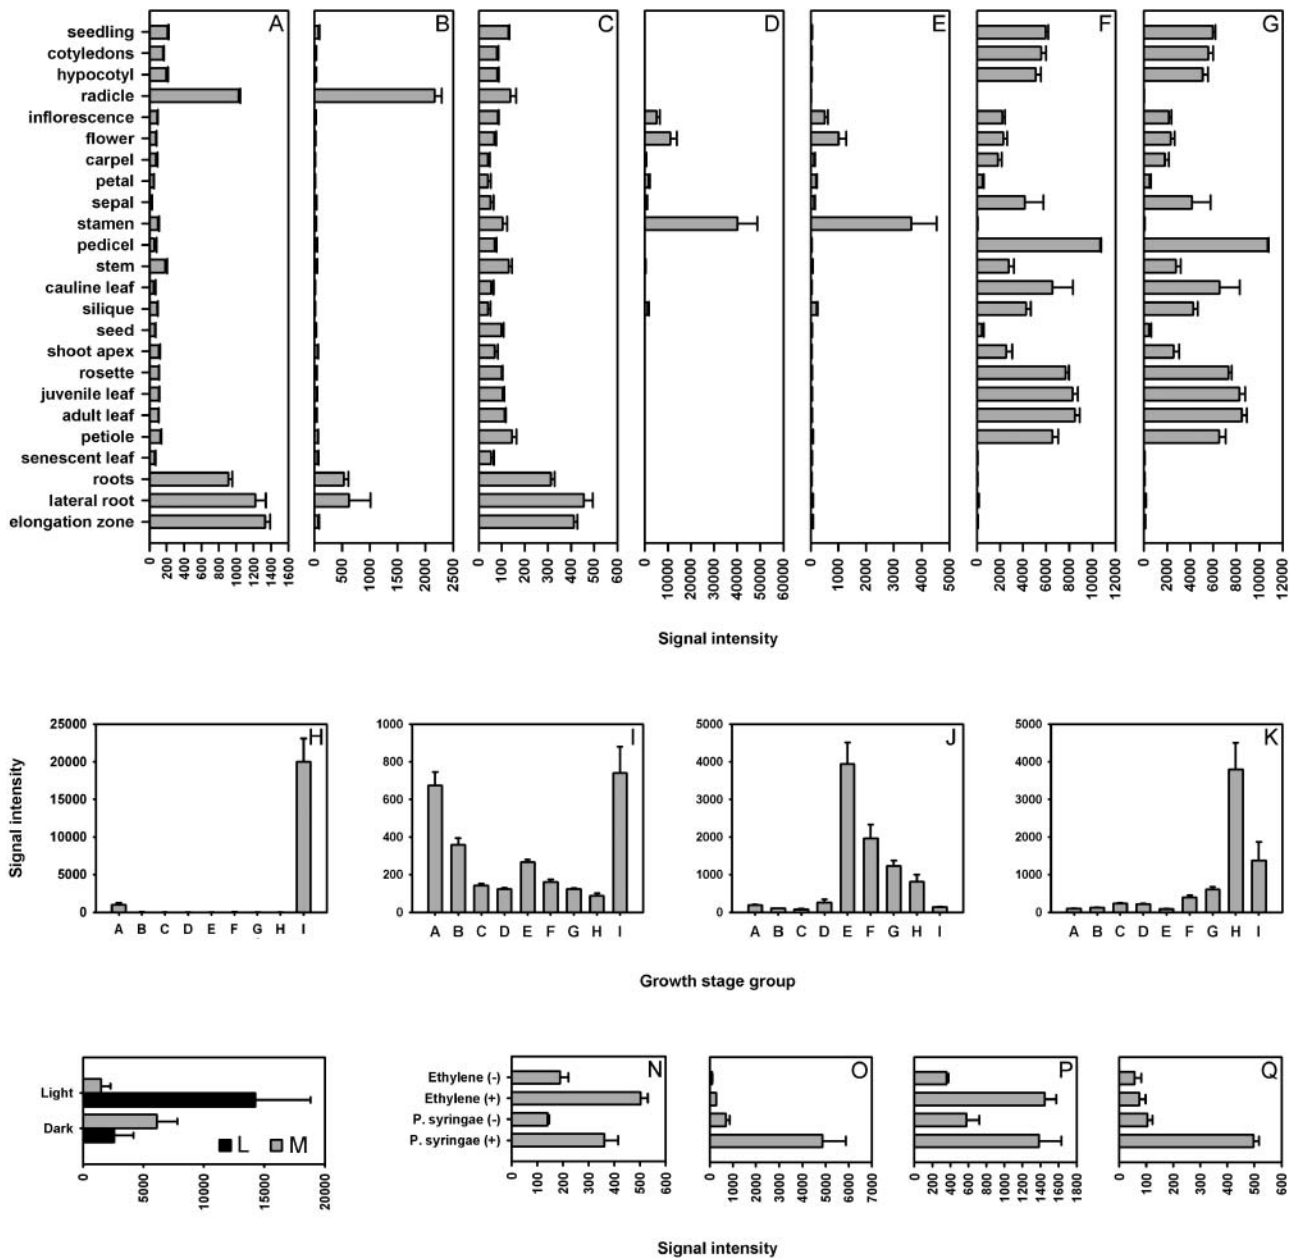 A B C D E F G
seedling
cotyledons
hypocotyl
radicle
inflorescence
flower
carpel
petal
sepal
stamen
pedicel
stem
cauline leaf
silique
seed
shoot apex
rosette
juvenile leaf
adult leaf
petiole
senescent leaf
roots
lateral root
elongation zone
0 200 400 600 800 1000 1200 1400 1600
0 500 1000 1500 2000 2500
0 100 200 300 400 500 600
0 10000 20000 30000 40000 50000 60000
0 1000 2000 3000 4000 5000
0 2000 4000 6000 8000 10000 12000
0 2000 4000 6000 8000 10000 12000
Signal intensity
Signal intensity
H
25000
20000
15000
10000
5000
0
A B C D E F G H I
I
1000
800
600
400
200
0
A B C D E F G H I
J
5000
4000
3000
2000
1000
0
A B C D E F G H I
K
5000
4000
3000
2000
1000
0
A B C D E F G H I
Growth stage group
Light
Dark
L M
0 5000 10000 15000 20000
N O P Q
Ethylene (-)
Ethylene (+)
P. syringae (-)
P. syringae (+)
0 100 200 300 400 500 600
0 1000 2000 3000 4000 5000 6000 7000
0 200 400 600 800 1000 1200 1400 1600 1800
0 100 200 300 400 500 600
Signal intensity